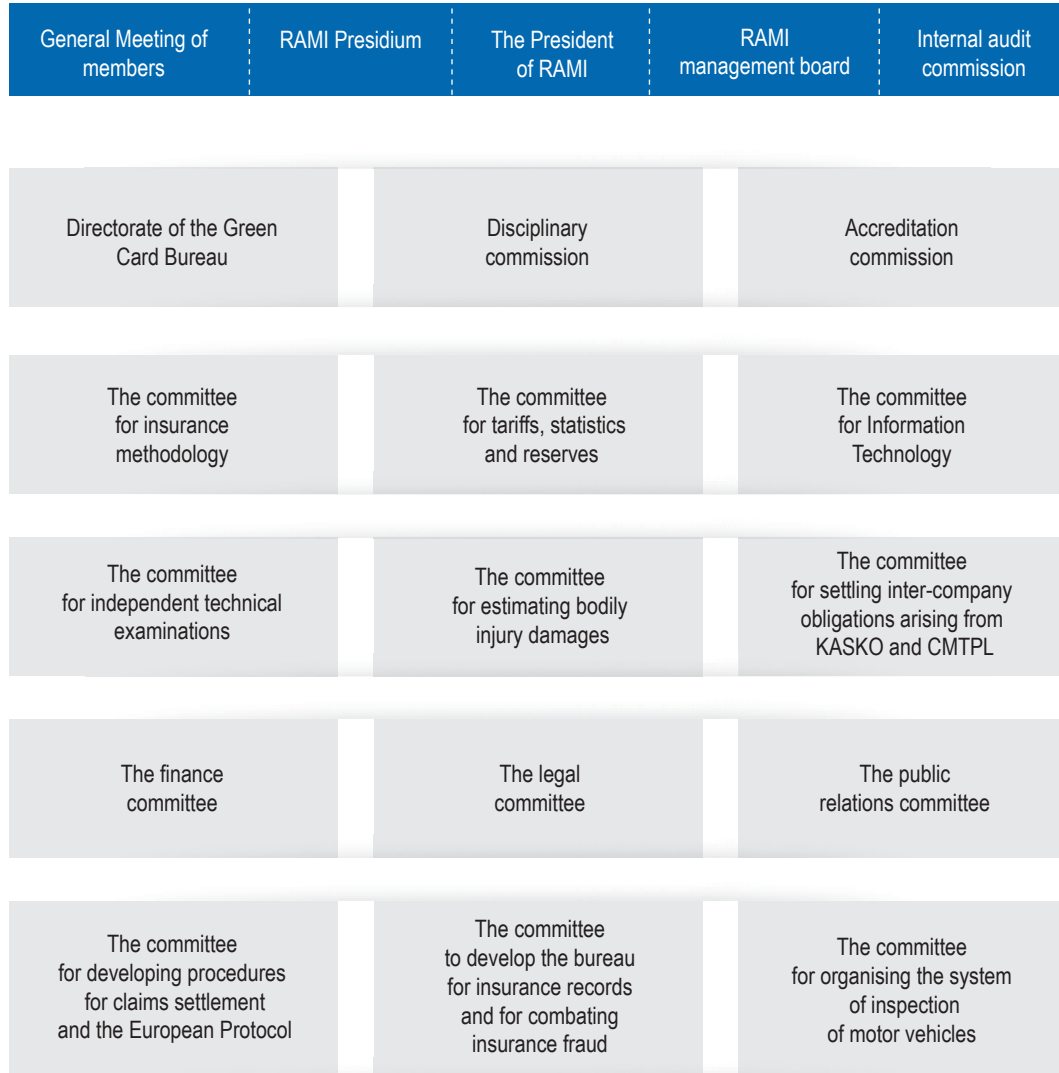 General Meeting of
members
RAMI Presidium
The President
of RAMI
RAMI
management board
Internal audit
commission
Directorate of the Green
Card Bureau
Disciplinary
commission
Accreditation
commission
The committee
for insurance
methodology
The committee
for tariffs, statistics
and reserves
The committee
for Information
Technology
The committee
for independent technical
examinations
The committee
for estimating bodily
injury damages
The committee
for settling inter-company
obligations arising from
KASKO and CMTPL
The finance
committee
The legal
committee
The public
relations committee
The committee
for developing procedures
for claims settlement
and the European Protocol
The committee
to develop the bureau
for insurance records
and for combating
insurance fraud
The committee
for organising the system
of inspection
of motor vehicles